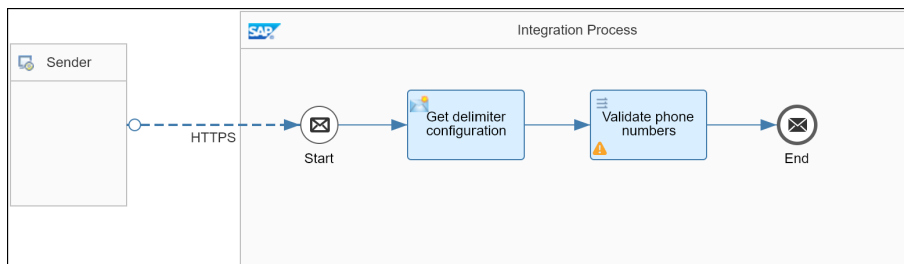 SAP
Integration Process
Sender
HTTPS
Start
Get delimiter
configuration
Validate phone
numbers
End